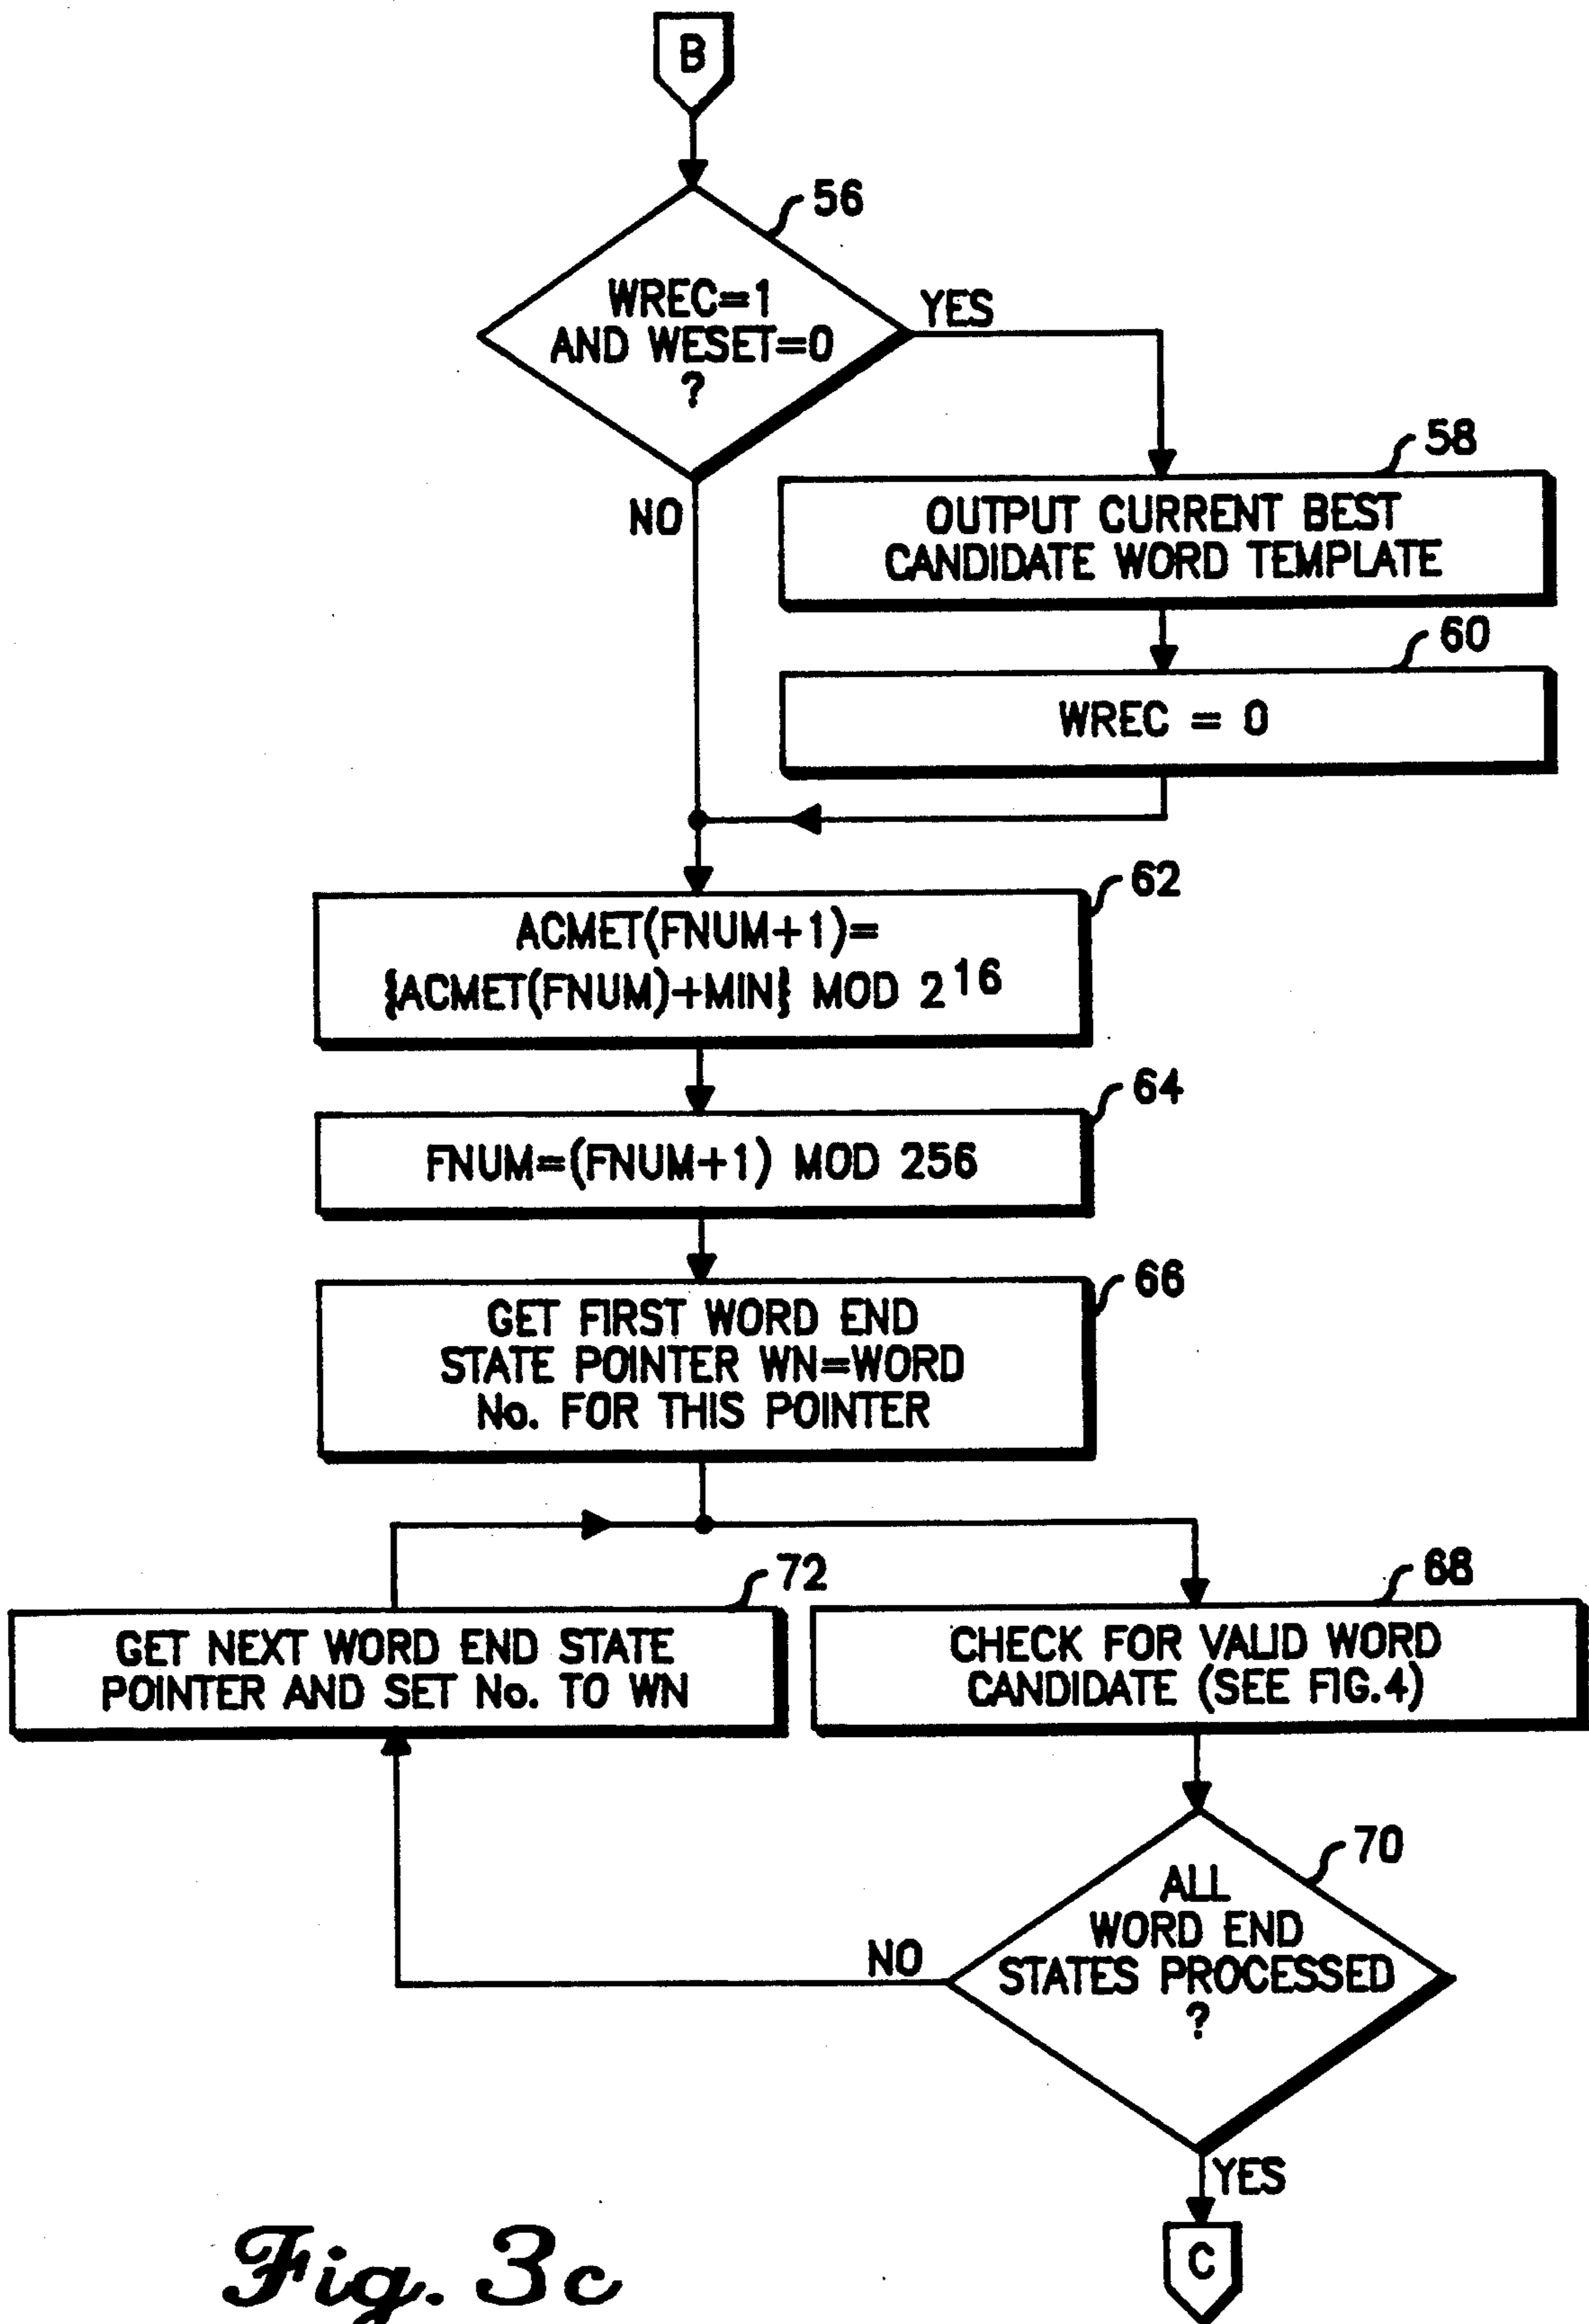 B
56
WREC=1
AND WESET=0
?
YES
NO
58
OUTPUT CURRENT BEST
CANDIDATE WORD TEMPLATE
60
WREC = 0
62
ACMET(FNUM+1)=
{ACMET(FNUM)+MIN} MOD 2^16
64
FNUM=(FNUM+1) MOD 256
66
GET FIRST WORD END
STATE POINTER WN=WORD
No. FOR THIS POINTER
72
GET NEXT WORD END STATE
POINTER AND SET No. TO WN
68
CHECK FOR VALID WORD
CANDIDATE (SEE FIG.4)
70
ALL
WORD END
STATES PROCESSED
?
NO
YES
C
Fig. 3c